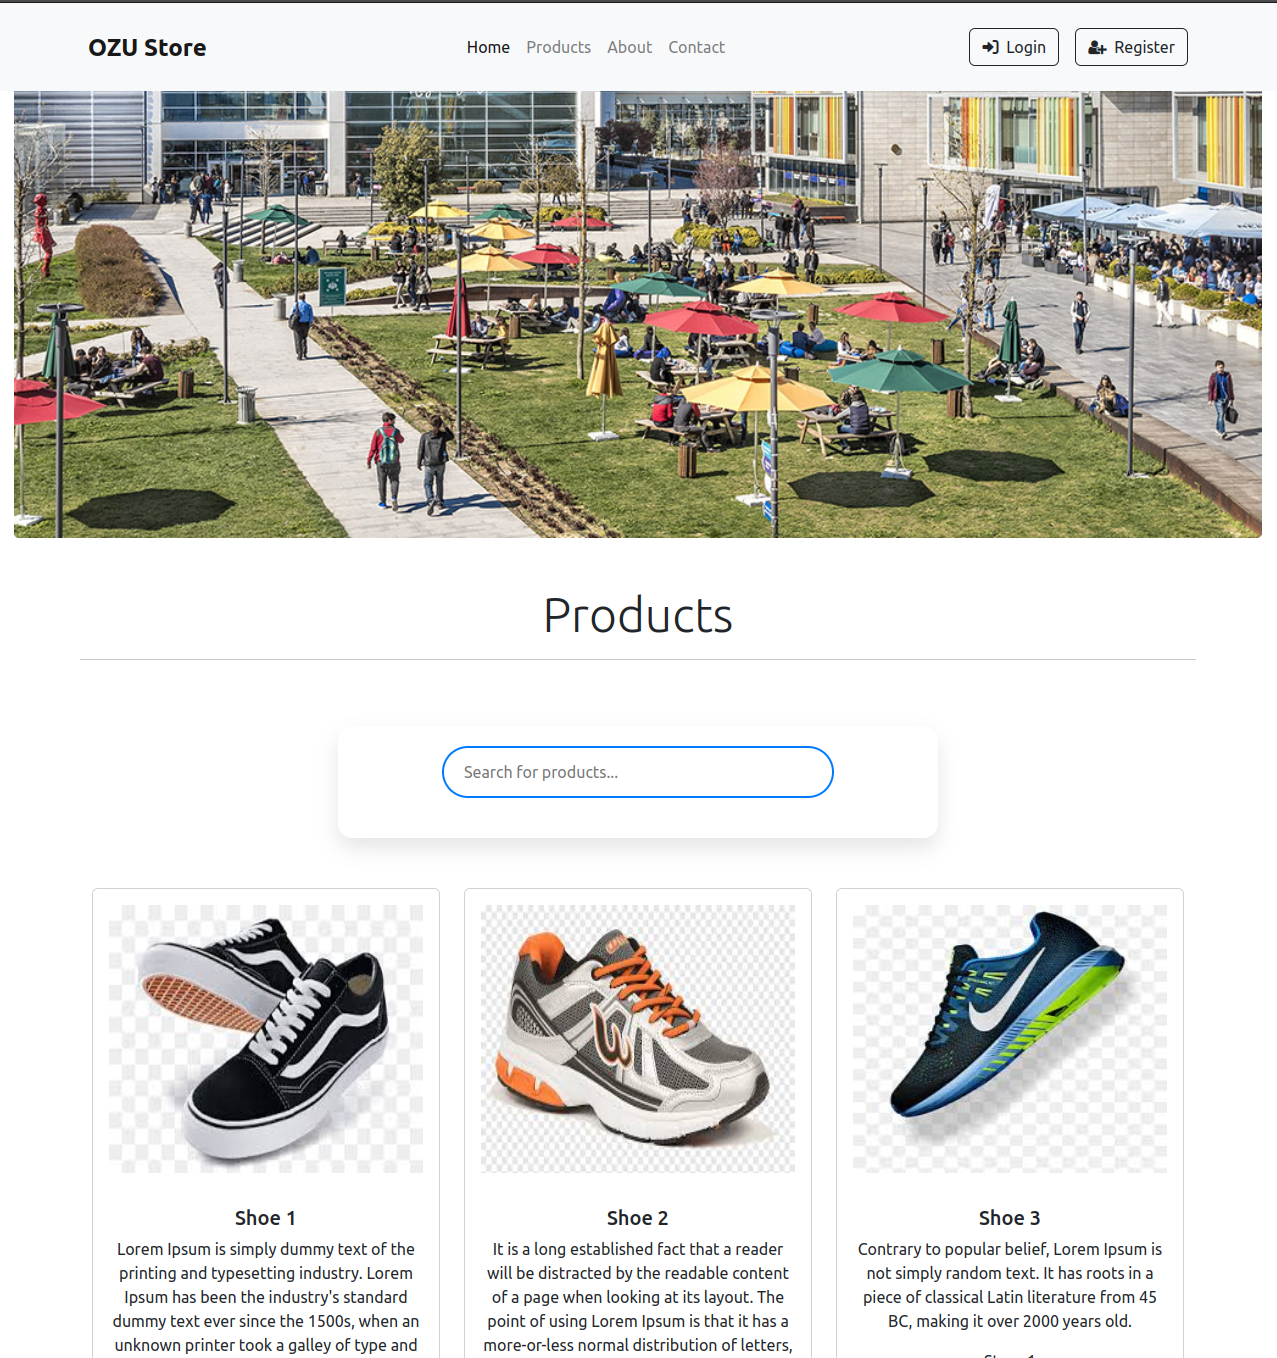 OZU Store
Home Products About Contact
Login Register
Products
Search for products...
Shoe 1
Lorem Ipsum is simply dummy text of the
printing and typesetting industry. Lorem
Ipsum has been the industry's standard
dummy text ever since the 1500s, when an
unknown printer took a galley of type and
Shoe 2
It is a long established fact that a reader
will be distracted by the readable content
of a page when looking at its layout. The
point of using Lorem Ipsum is that it has a
more-or-less normal distribution of letters,
Shoe 3
Contrary to popular belief, Lorem Ipsum is
not simply random text. It has roots in a
piece of classical Latin literature from 45
BC, making it over 2000 years old.